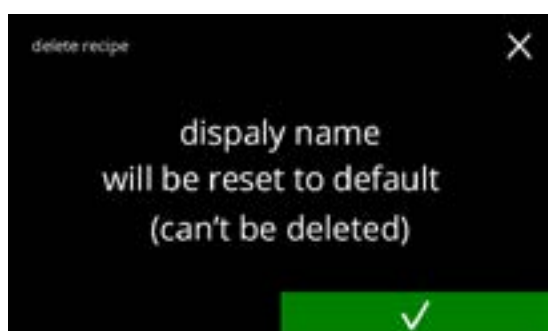 delete recipe
dispaly name
will be reset to default
(can't be deleted)